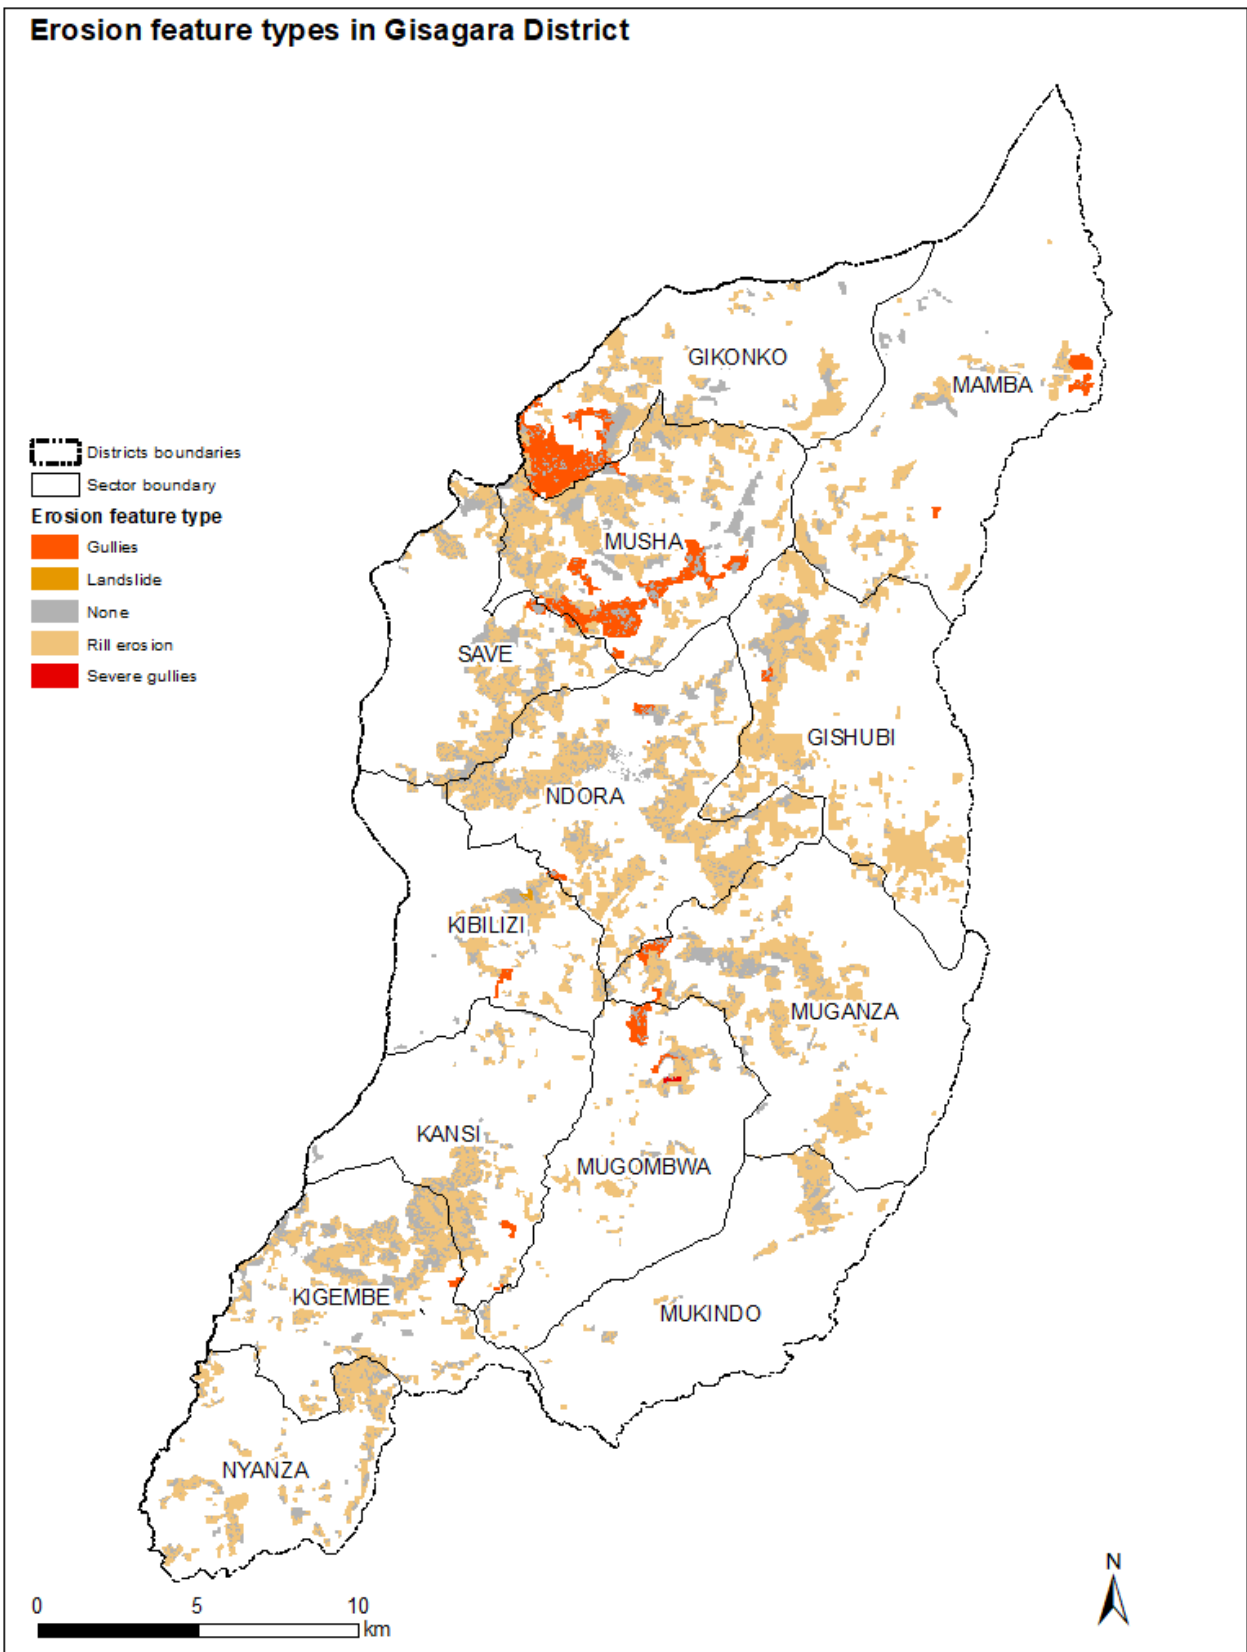 Erosion feature types in Gisagara District
GIKONKO
MAMBA
Districts boundaries
Sector boundary
Erosion feature type
Gullies
Landslide
None
Rill erosion
Severe gullies
MUSHA
SAVE
GISHUBI
NDORA
KIBILIZI
MUGANZA
KANSI
MUGOMBWA
KIGEMBE
MUKINDO
NYANZA
N
0 5 10
km